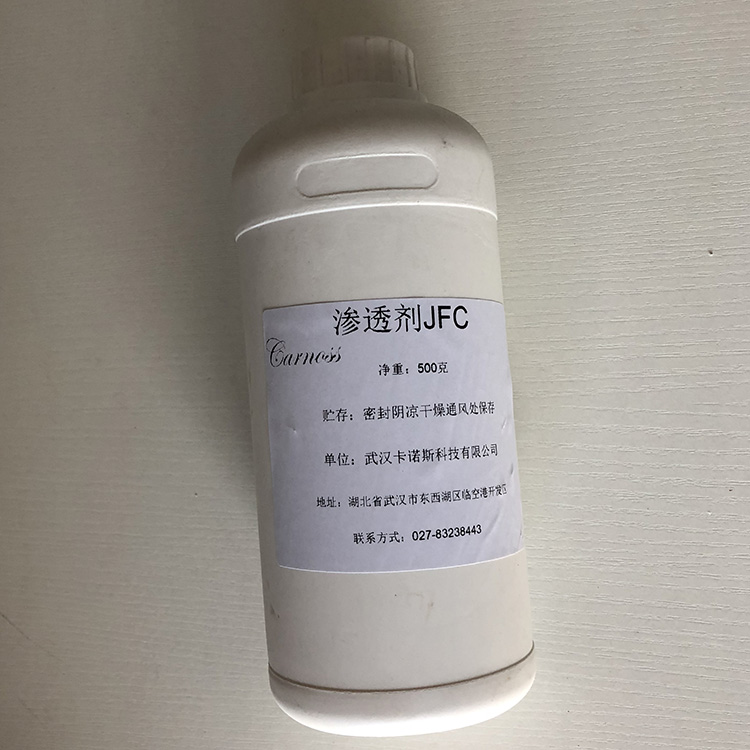 渗透剂JFC
Carnoss
净重：500克
贮存：密封阴凉干燥通风处保存
单位：武汉卡诺斯科技有限公司
地址：湖北省武汉市东西湖区临空港开发区
联系方式：027-83238443